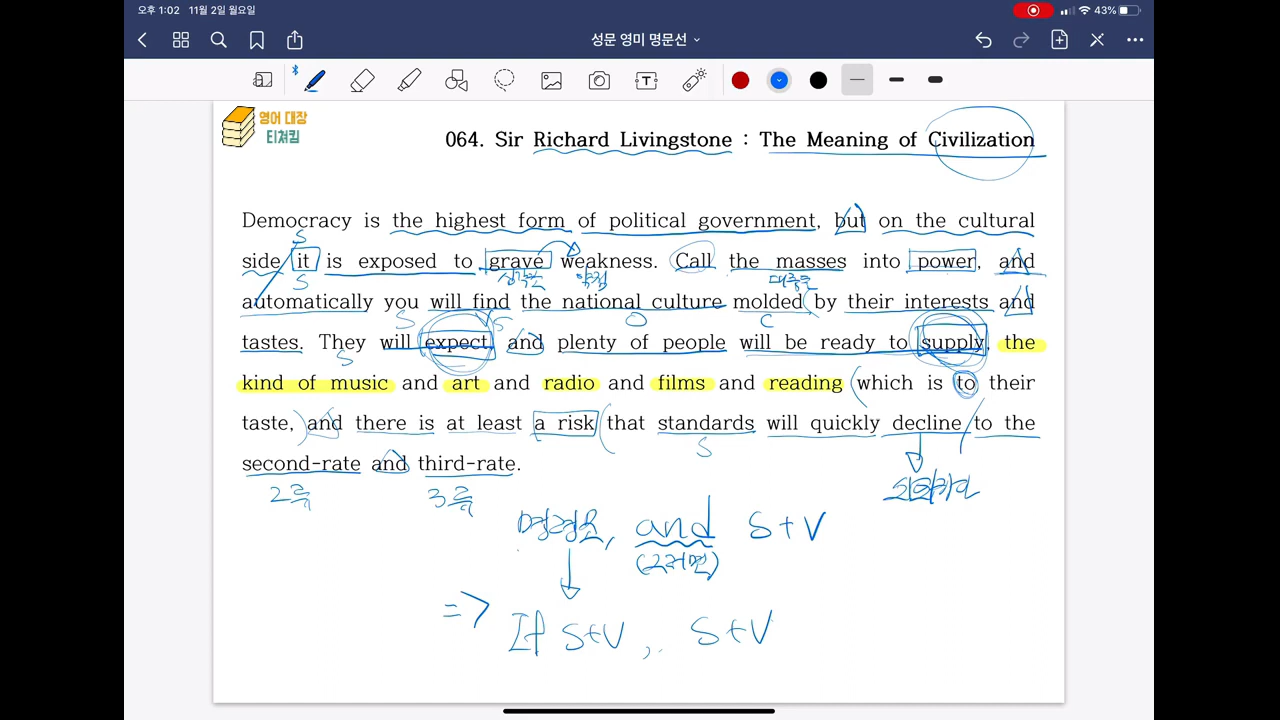 오후 1:02 11월 2일 월요일
43%
성문 영미 명문선
영어 대장
티쳐킴
064. Sir Richard Livingstone : The Meaning of Civilization
Democracy is the highest form of political government, but on the cultural
S
side it is exposed to grave weakness. Call the masses into power, and
S 심각한 약점 대중을
automatically you will find the national culture molded by their interests and
S V O C
tastes. They will expect, and plenty of people will be ready to supply, the
S
kind of music and art and radio and films and reading which is to their
taste, and there is at least a risk that standards will quickly decline to the
S
second-rate and third-rate.
2류 3류
명령문, and S+V
(그러면)
=> If S+V, S+V